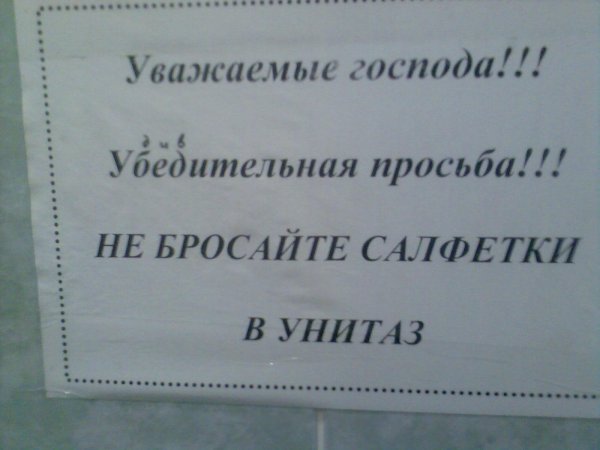 Уважаемые господа!!!
д и в
Убедительная просьба!!!
НЕ БРОСАЙТЕ САЛФЕТКИ
В УНИТАЗ